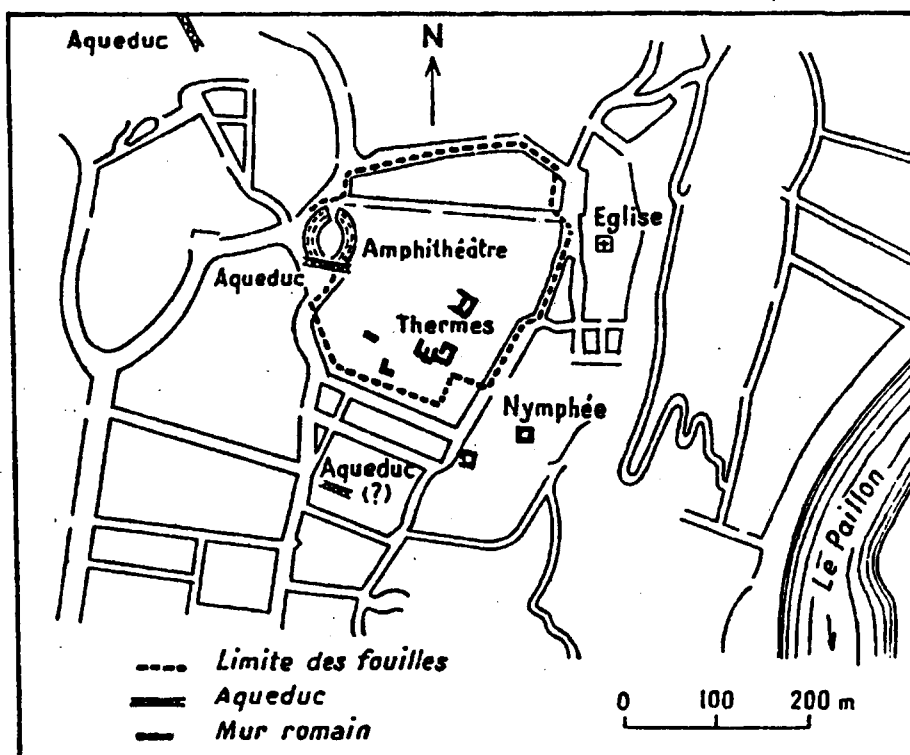 Aqueduc
N
Eglise
Amphithéâtre
Aqueduc
Thermes
Nymphée
Aqueduc
(?)
Le Paillon
Limite des fouilles
Aqueduc
Mur romain
0 100 200 m